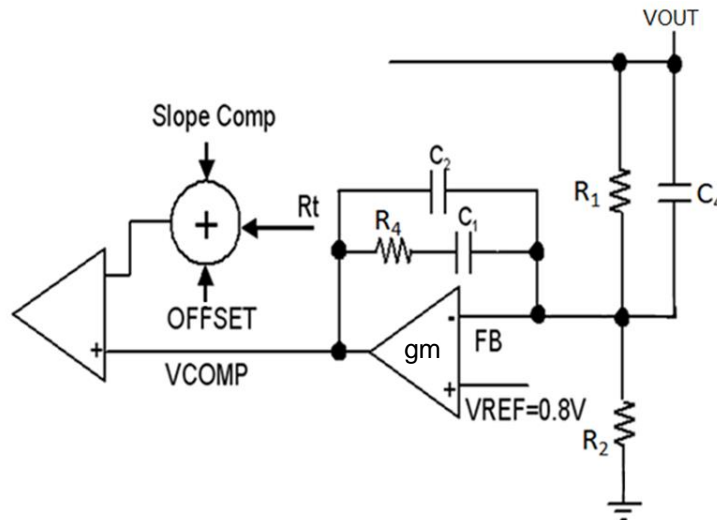 VOUT
Slope Comp
C2
Rt
R4
C1
R1
+
OFFSET
-
gm
FB
+
VCOMP
+
VREF=0.8V
R2